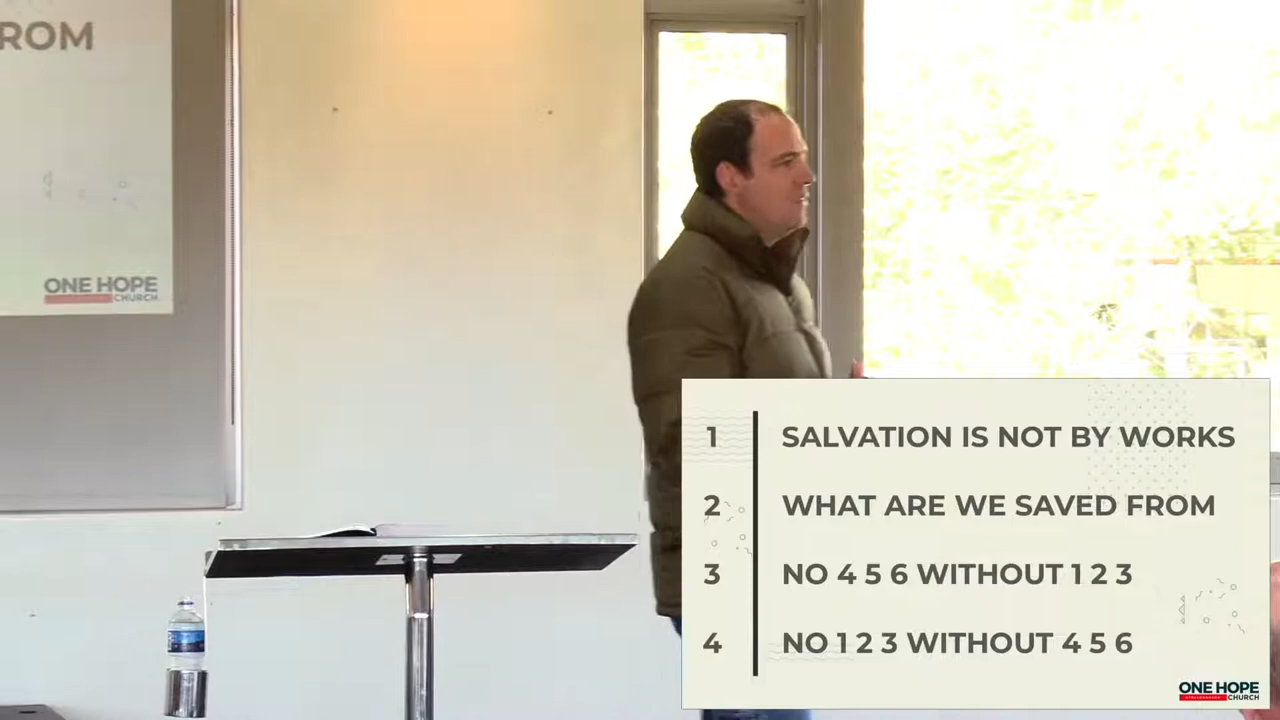 ROM
ONE HOPE
CHURCH
1 SALVATION IS NOT BY WORKS
2 WHAT ARE WE SAVED FROM
3 NO 4 5 6 WITHOUT 1 2 3
4 NO 1 2 3 WITHOUT 4 5 6
ONE HOPE
STELLENBOSCH CHURCH